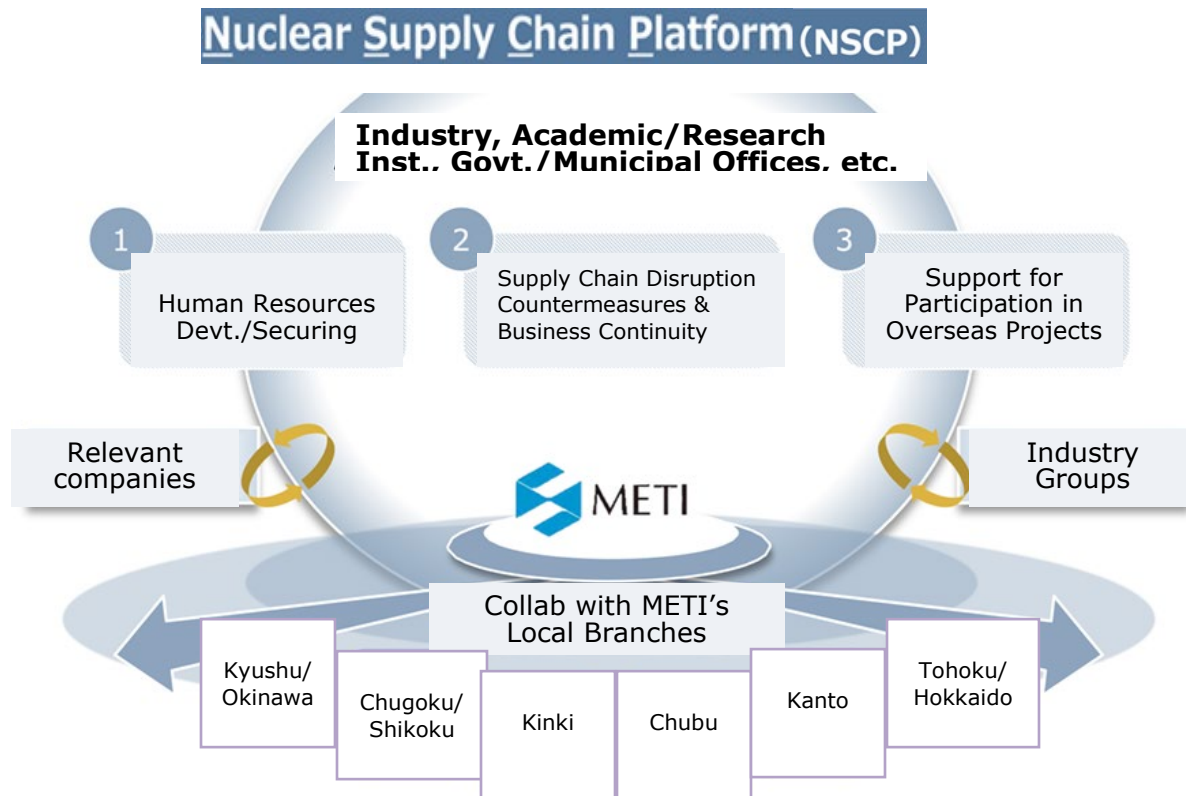 Nuclear Supply Chain Platform (NSCP)
Industry, Academic/Research
Inst., Govt./Municipal Offices, etc.
1
Human Resources
Devt./Securing
2
Supply Chain Disruption
Countermeasures &
Business Continuity
3
Support for
Participation in
Overseas Projects
Relevant
companies
Industry
Groups
METI
Collab with METI’s
Local Branches
Kyushu/
Okinawa
Chugoku/
Shikoku
Kinki
Chubu
Kanto
Tohoku/
Hokkaido